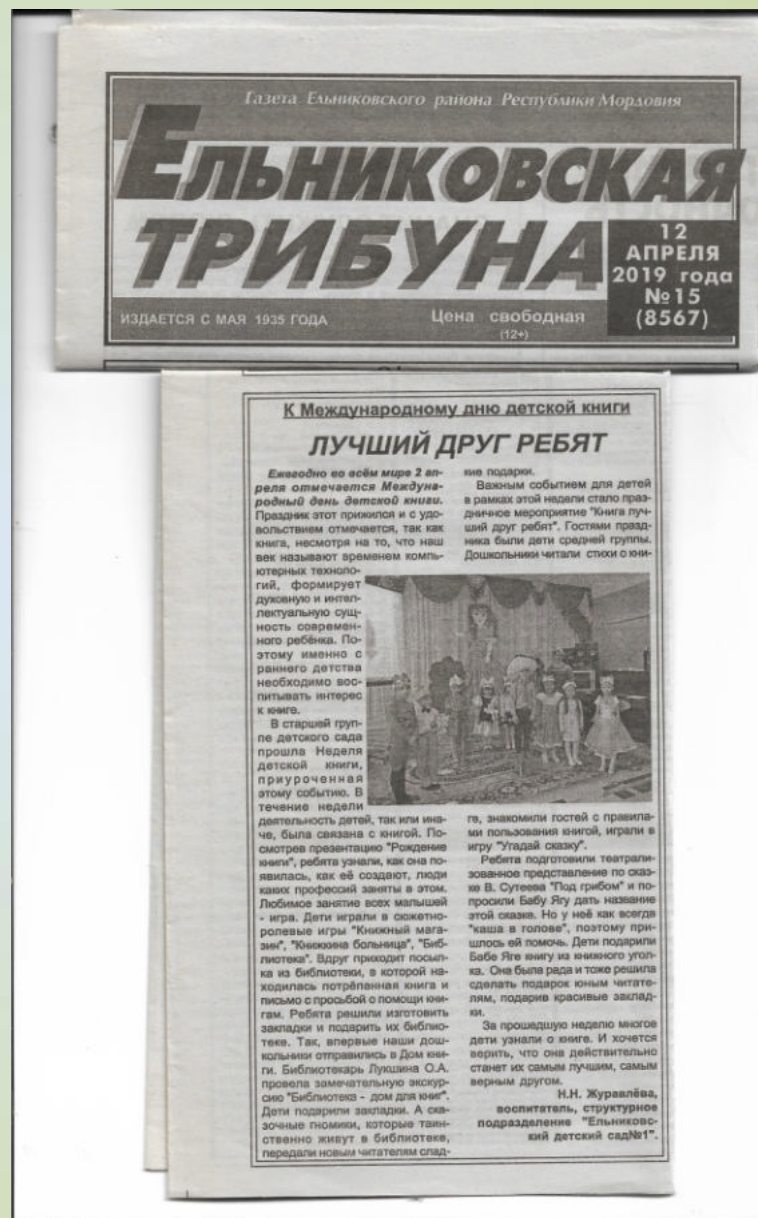 Газета Ельниковского района Республики Мордовия
ЕЛЬНИКОВСКАЯ
ТРИБУНА
12
АПРЕЛЯ
2019 года
№15
(8567)
ИЗДАЕТСЯ С МАЯ 1935 ГОДА
Цена свободная
(12+)
К Международному дню детской книги
ЛУЧШИЙ ДРУГ РЕБЯТ
Ежегодно во всём мире 2 ап-
реля отмечается Междуна-
родный день детской книги.
Праздник этот прижился и с удо-
вольствием отмечается, так как
книга, несмотря на то, что наш
век называют временем компь-
ютерных техноло-
гий, формирует
духовную и интел-
лектуальную сущ-
ность современ-
ного ребёнка. По-
этому именно с
раннего детства
необходимо вос-
питывать интерес
к книге.
В старшей груп-
пе детского сада
прошла Неделя
детской книги,
приуроченная
этому событию. В
течение недели
деятельность детей, так или ина-
че, была связана с книгой. По-
смотрев презентацию "Рождение
книги", ребята узнали, как она по-
явилась, как её создают, люди
каких профессий заняты в этом.
Любимое занятие всех малышей
- игра. Дети играли в сюжетно-
ролевые игры "Книжный мага-
зин", "Книжкина больница", "Биб-
лиотека". Вдруг приходит посыл-
ка из библиотеки, в которой на-
ходилась потрёпанная книга и
письмо с просьбой о помощи кни-
гам. Ребята решили изготовить
закладки и подарить их библио-
теке. Так, впервые наши дош-
кольники отправились в Дом кни-
ги. Библиотекарь Лукшина О.А.
провела замечательную экскур-
сию "Библиотека - дом для книг".
Дети подарили закладки. А ска-
зочные гномики, которые таин-
ственно живут в библиотеке,
передали новым читателям слад-
кие подарки.
Важным событием для детей
в рамках этой недели стало праз-
дничное мероприятие "Книга луч-
ший друг ребят". Гостями празд-
ника были дети средней группы.
Дошкольники читали стихи о кни-
ге, знакомили гостей с правила-
ми пользования книгой, играли в
игру "Угадай сказку".
Ребята подготовили театрали-
зованное представление по сказ-
ке В. Сутеева "Под грибом" и по-
просили Бабу Ягу дать название
этой сказке. Но у неё как всегда
"каша в голове", поэтому при-
шлось ей помочь. Дети подарили
Бабе Яге книгу из книжного угол-
ка. Она была рада и тоже решила
сделать подарок юным читате-
лям, подарив красивые заклад-
ки.
За прошедшую неделю многое
дети узнали о книге. И хочется
верить, что она действительно
станет их самым лучшим, самым
верным другом.
Н.Н. Журавлёва,
воспитатель, структурное
подразделение "Ельниковс-
кий детский сад№1".